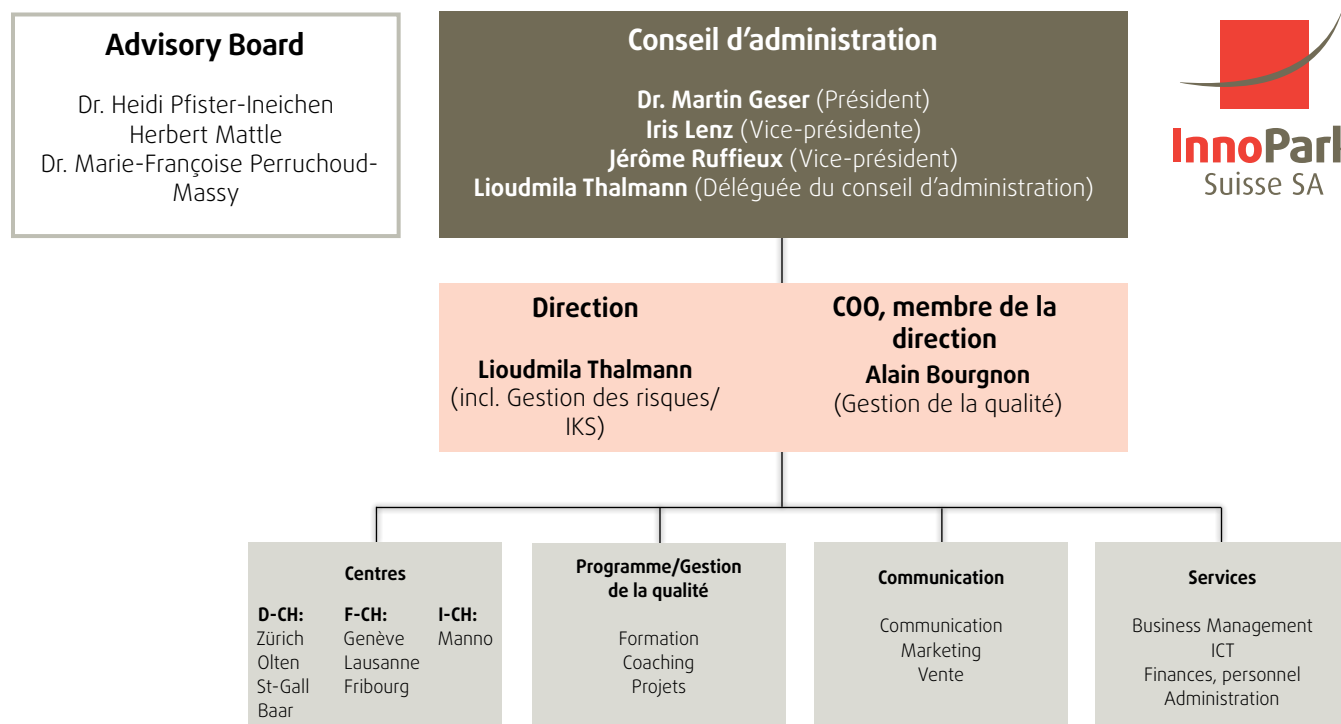 Advisory Board
Dr. Heidi Pfister-Ineichen
Herbert Mattle
Dr. Marie-Françoise Perruchoud-
Massy
Conseil d’administration
Dr. Martin Geser (Président)
Iris Lenz (Vice-présidente)
Jérôme Ruffieux (Vice-président)
Lioudmila Thalmann (Déléguée du conseil d’administration)
InnoPark
Suisse SA
Direction
Lioudmila Thalmann
(incl. Gestion des risques/
IKS)
COO, membre de la
direction
Alain Bourgnon
(Gestion de la qualité)
Centres
D-CH:
Zürich
Olten
St-Gall
Baar
F-CH:
Genève
Lausanne
Fribourg
I-CH:
Manno
Programme/Gestion
de la qualité
Formation
Coaching
Projets
Communication
Communication
Marketing
Vente
Services
Business Management
ICT
Finances, personnel
Administration